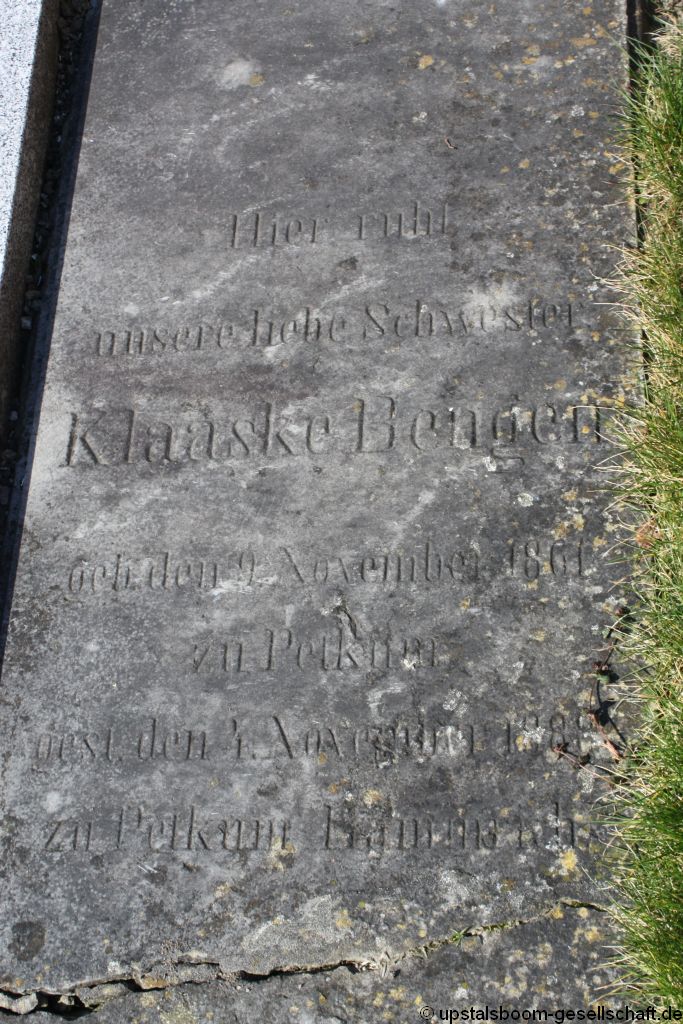 Hier ruht
unsere liebe Schwester
Klaaske Bengen
geb. den 9. November 1861
zu Petkum
gest. den 4. November
zu Petkum
© upstalsboom-gesellschaft.de